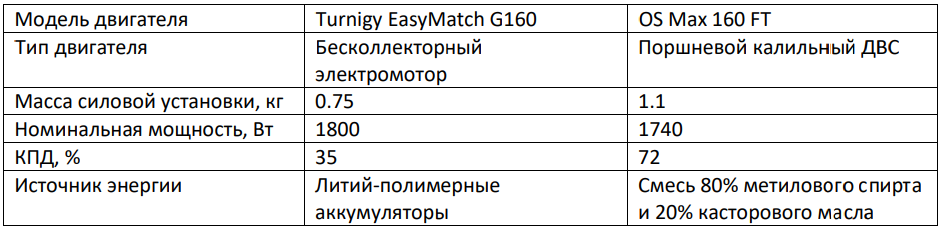 Модель двигателя Turnigy EasyMatch G160 OS Max 160 FT
Тип двигателя Бесколлекторный Поршневой калильный ДВС
электромотор
Масса силовой установки, кг 0.75 1.1
Номинальная мощность, Вт 1800 1740
КПД, % 35 72
Источник энергии Литий-полимерные Смесь 80% метилового спирта
аккумуляторы и 20% касторового масла